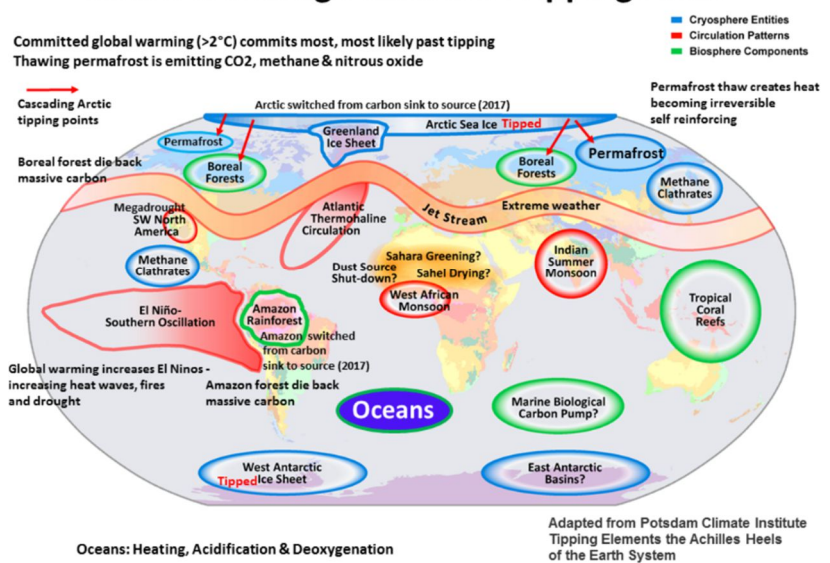 Cryosphere Entities
Circulation Patterns
Biosphere Components
Committed global warming (>2°C) commits most, most likely past tipping
Thawing permafrost is emitting CO2, methane & nitrous oxide
Cascading Arctic
tipping points
Arctic switched from carbon sink to source (2017)
Permafrost thaw creates heat
becoming irreversible
self reinforcing
Arctic Sea Ice Tipped
Greenland
Ice Sheet
Permafrost
Permafrost
Boreal forest die back
massive carbon
Boreal
Forests
Boreal
Forests
Methane
Clathrates
Megadrought
SW North
America
Atlantic
Thermohaline
Circulation
Jet Stream
Extreme weather
Methane
Clathrates
Sahara Greening?
Dust Source
Shut-down?
Sahel Drying?
Indian
Summer
Monsoon
West African
Monsoon
El Niño-
Southern Oscillation
Amazon
Rainforest
Tropical
Coral
Reefs
Amazon switched
from carbon
sink to source (2017)
Global warming increases El Ninos -
increasing heat waves, fires
and drought
Amazon forest die back
massive carbon
Oceans
Marine Biological
Carbon Pump?
West Antarctic
Tipped Ice Sheet
East Antarctic
Basins?
Adapted from Potsdam Climate Institute
Tipping Elements the Achilles Heels
of the Earth System
Oceans: Heating, Acidification & Deoxygenation